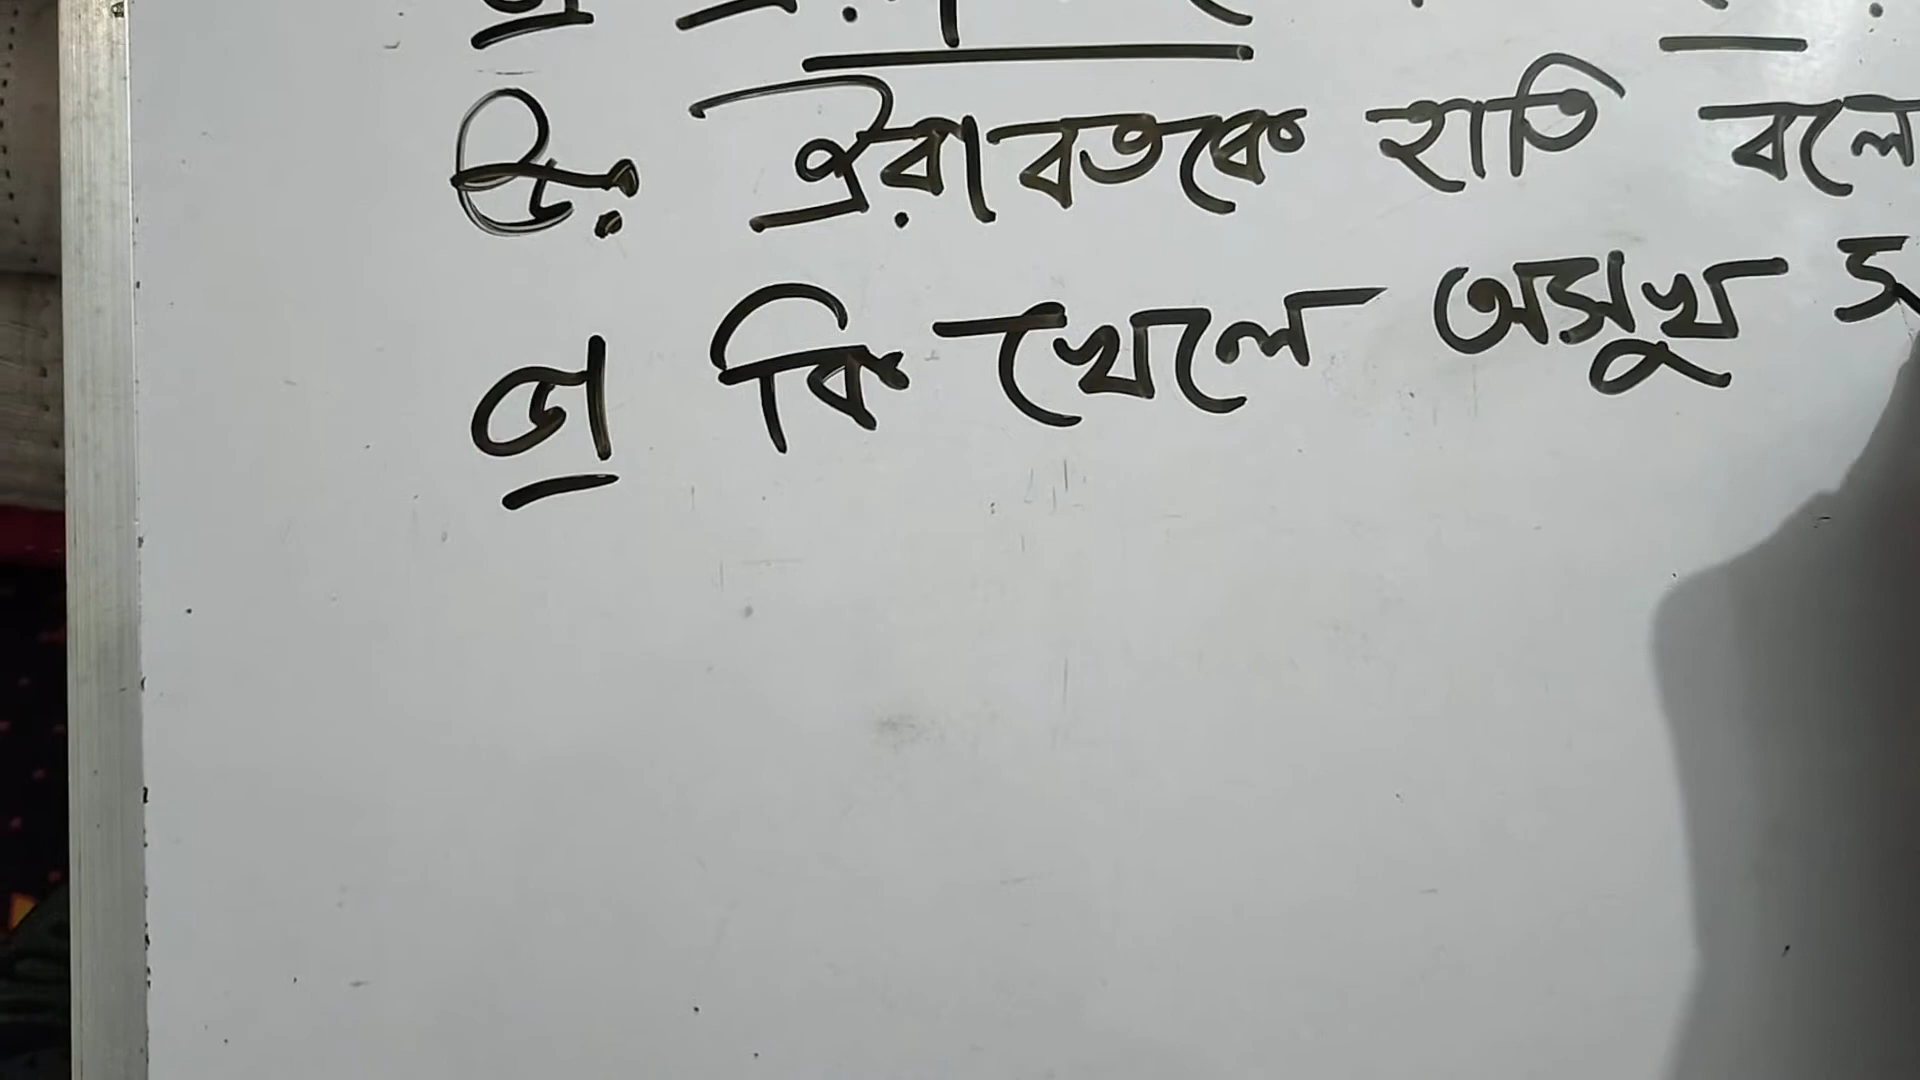 উঃ ঐরাবতকে হাতি বলে
প্র কি খেলে অসুখ